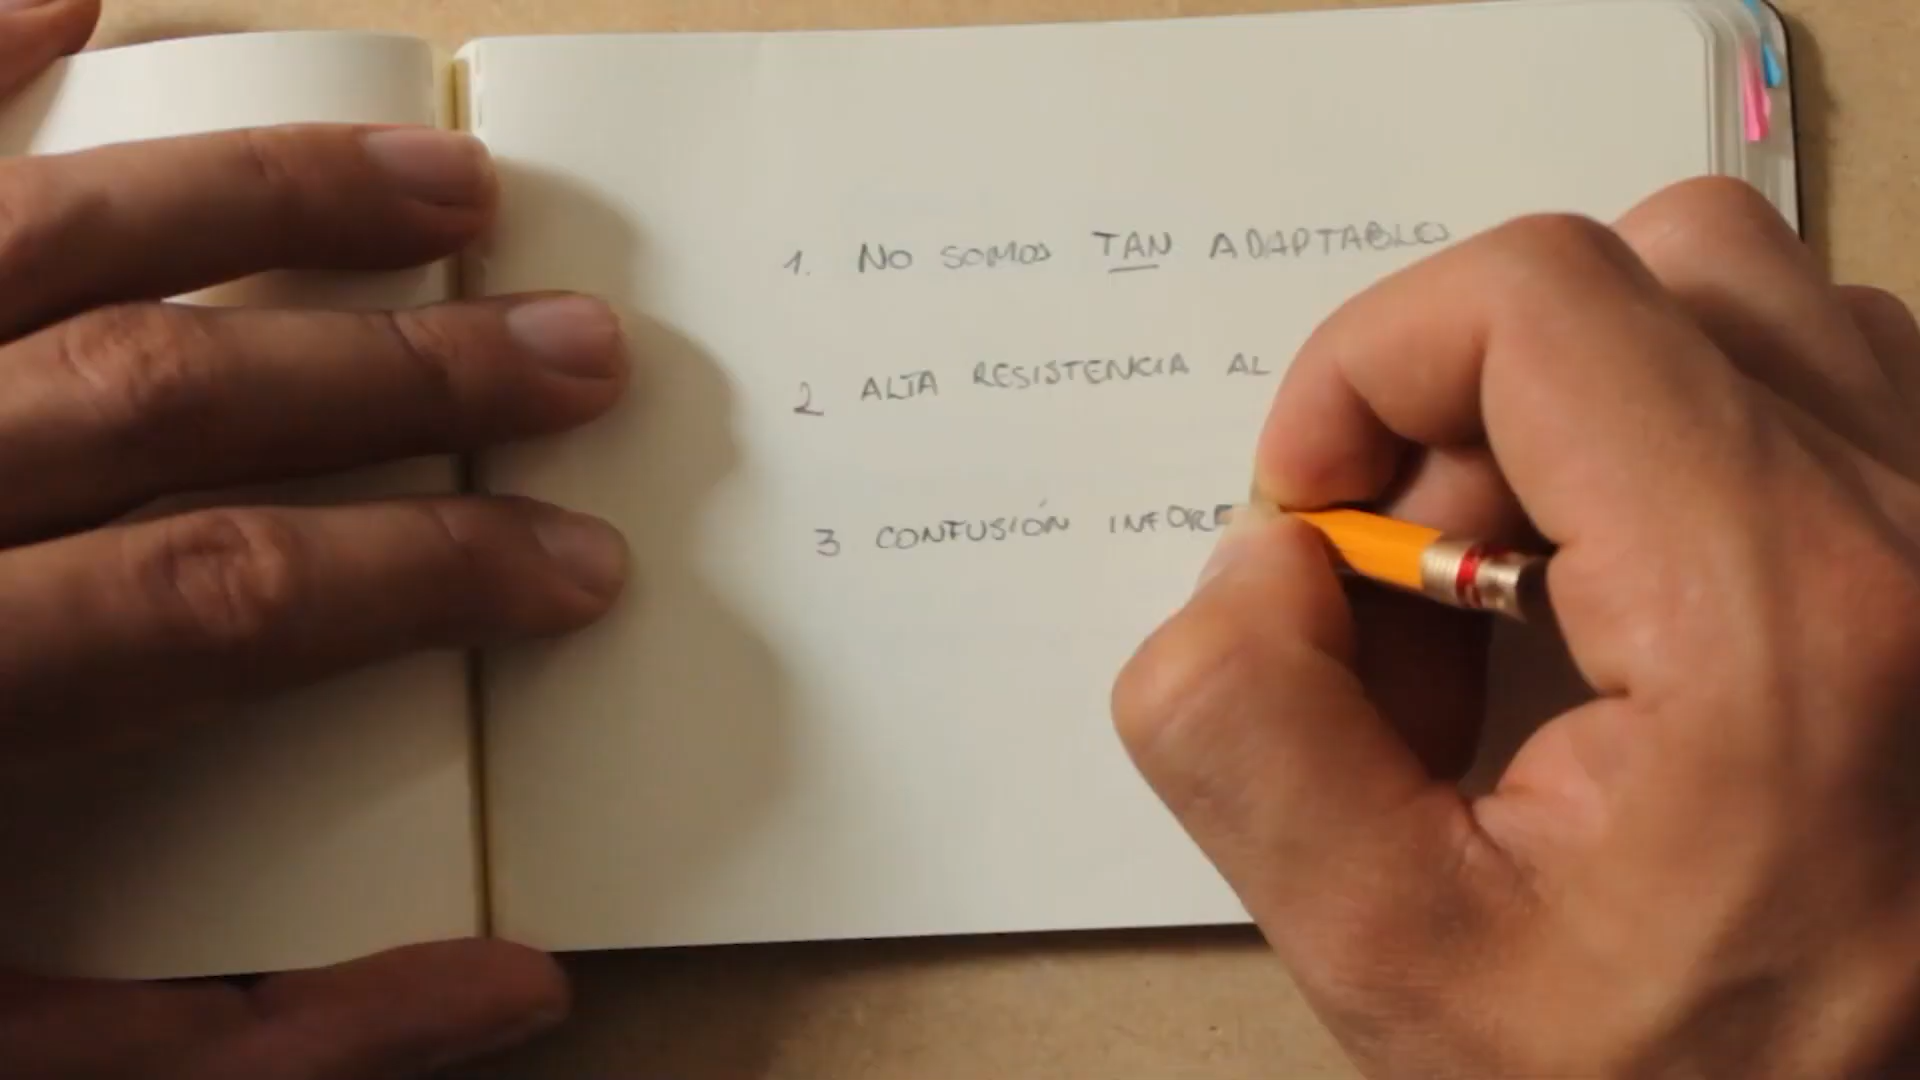 1. NO SOMOS TAN ADAPTABLES
2 ALTA RESISTENCIA AL
3 CONFUSIÓN